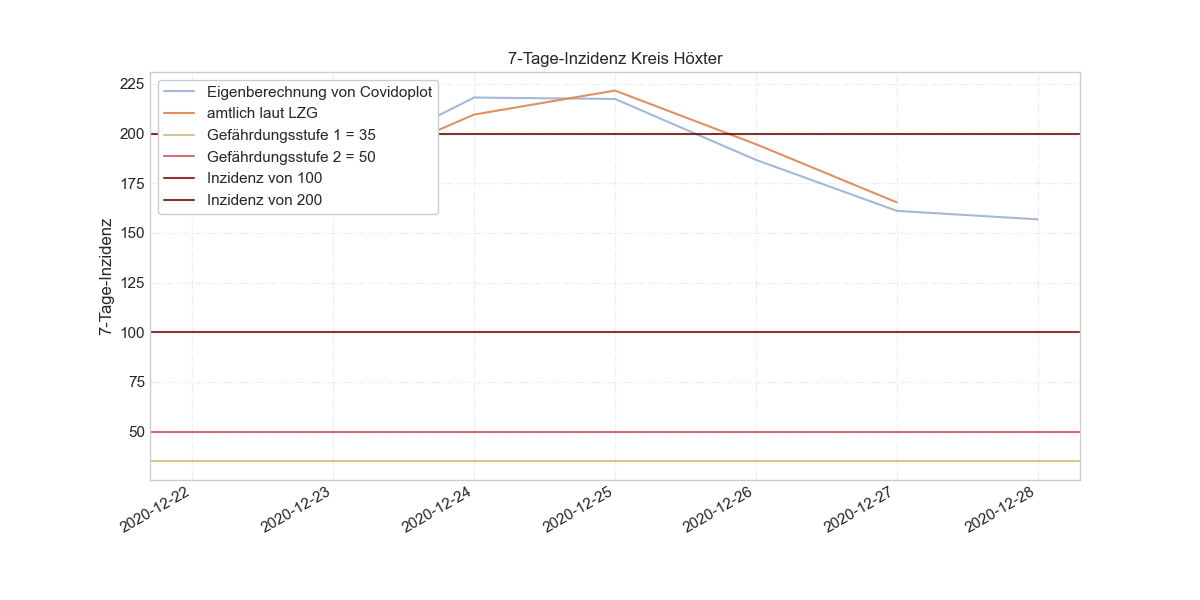 7-Tage-Inzidenz Kreis Höxter
Eigenberechnung von Covidoplot
amtlich laut LZG
Gefährdungsstufe 1 = 35
Gefährdungsstufe 2 = 50
Inzidenz von 100
Inzidenz von 200
7-Tage-Inzidenz
225
200
175
150
125
100
75
50
2020-12-22
2020-12-23
2020-12-24
2020-12-25
2020-12-26
2020-12-27
2020-12-28